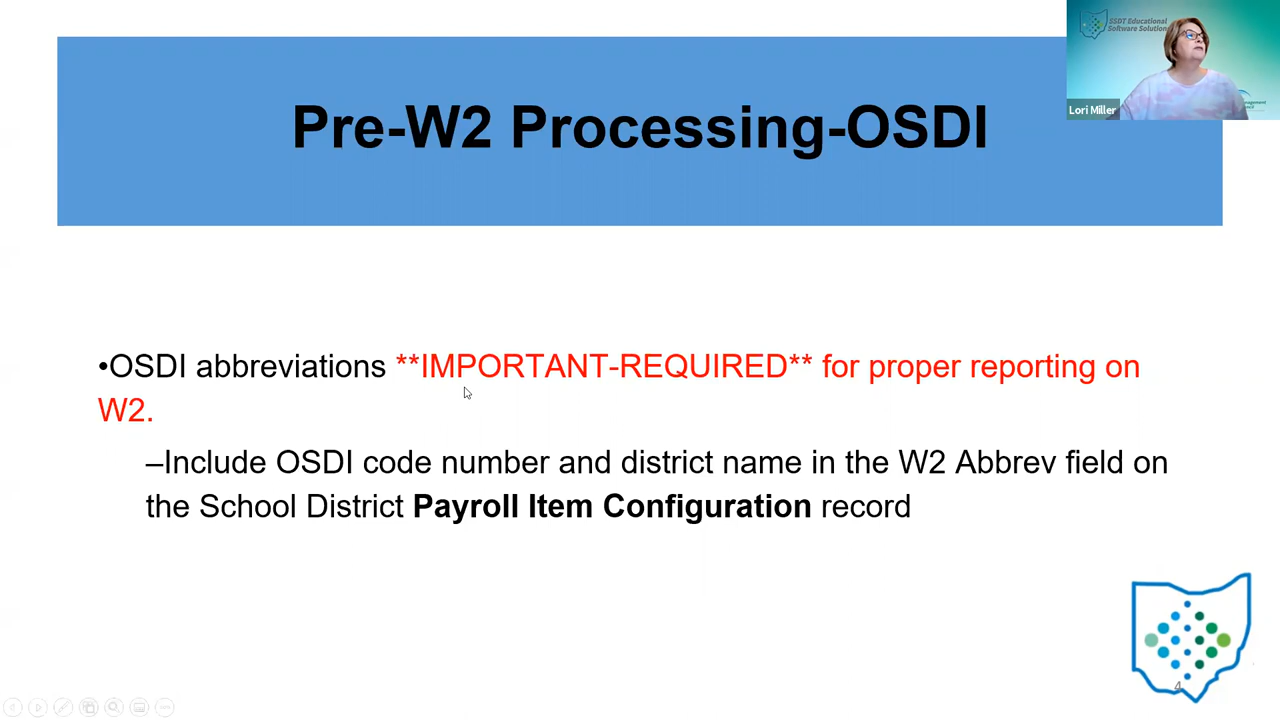 SSDT Educational
Software Solution
Lori Miller
Pre-W2 Processing-OSDI
•OSDI abbreviations **IMPORTANT-REQUIRED** for proper reporting on
W2.
–Include OSDI code number and district name in the W2 Abbrev field on
the School District Payroll Item Configuration record
4